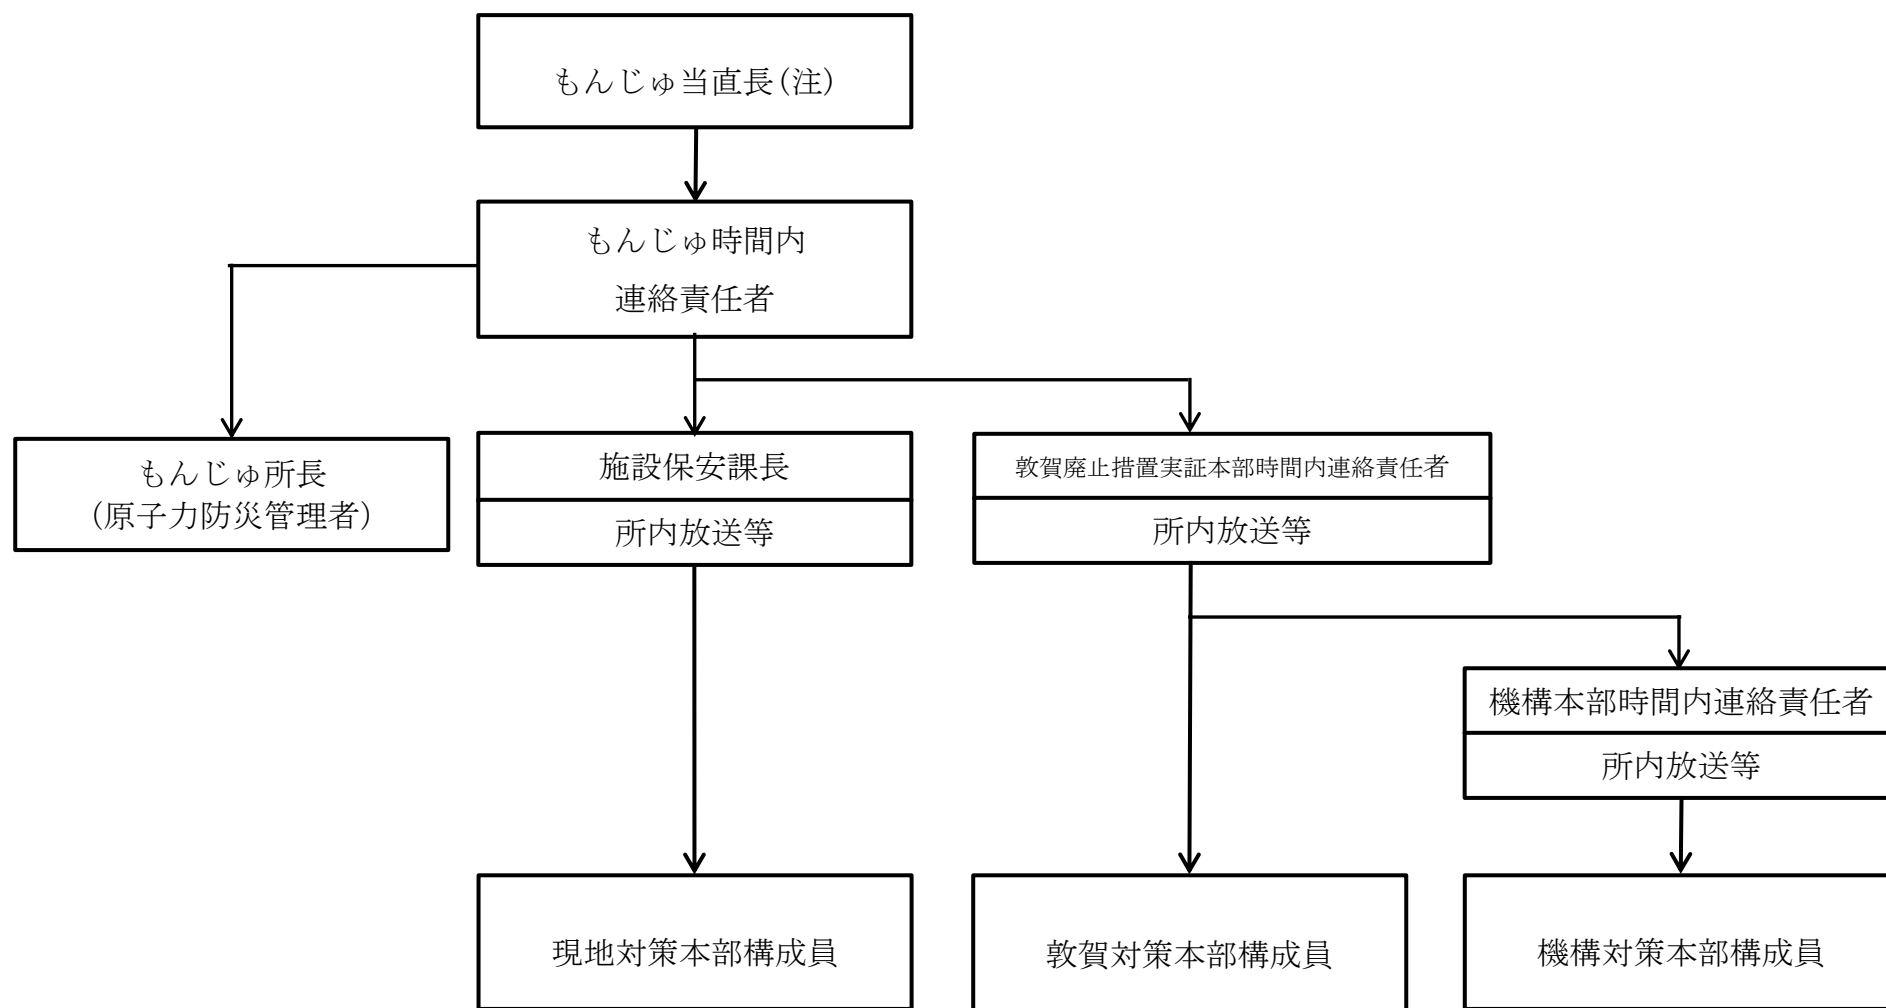 もんじゅ当直長(注)
もんじゅ時間内
連絡責任者
もんじゅ所長
(原子力防災管理者)
施設保安課長
所内放送等
敦賀廃止措置実証本部時間内連絡責任者
所内放送等
機構本部時間内連絡責任者
所内放送等
現地対策本部構成員
敦賀対策本部構成員
機構対策本部構成員